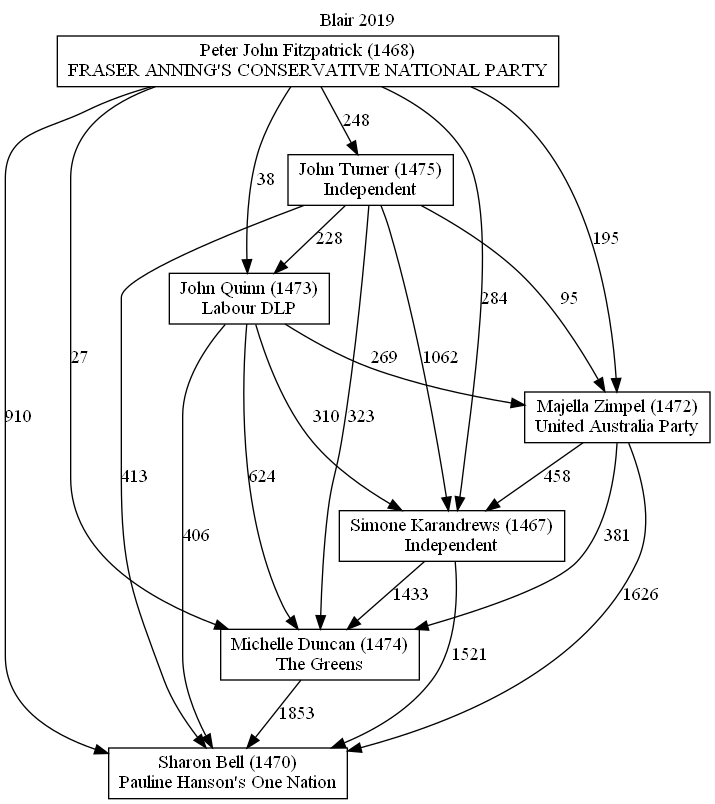 Blair 2019
Peter John Fitzpatrick (1468)
FRASER ANNING'S CONSERVATIVE NATIONAL PARTY
248
John Turner (1475)
Independent
38
228
195
John Quinn (1473)
Labour DLP
284
95
27
269
910
310
323
1062
Majella Zimpel (1472)
United Australia Party
413
624
458
406
Simone Karandrews (1467)
Independent
381
1433
1626
Michelle Duncan (1474)
The Greens
1521
1853
Sharon Bell (1470)
Pauline Hanson's One Nation